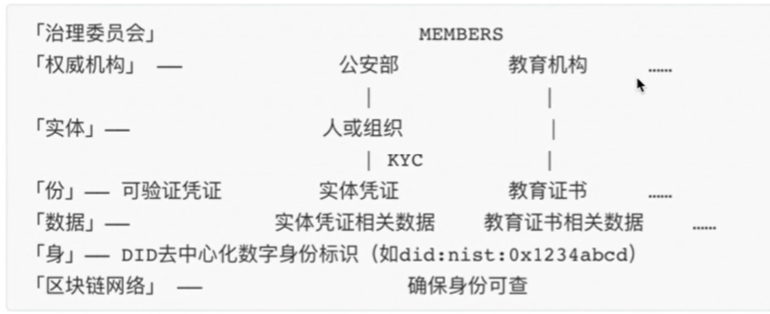 「治理委员会」 MEMBERS
「权威机构」 —— 公安部 教育机构 ……
| |
「实体」—— 人或组织 |
| KYC |
「份」—— 可验证凭证 实体凭证 教育证书 ……
「数据」—— 实体凭证相关数据 教育证书相关数据 ……
「身」—— DID去中心化数字身份标识（如did:nist:0x1234abcd）
「区块链网络」 —— 确保身份可查